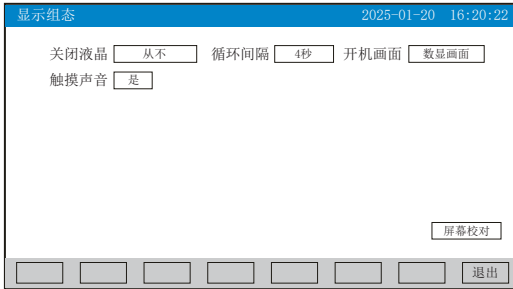 显示组态 2025-01-20 16:20:22
关闭液晶 从不 循环间隔 4秒 开机画面 数显画面
触摸声音 是
屏幕校对
退出